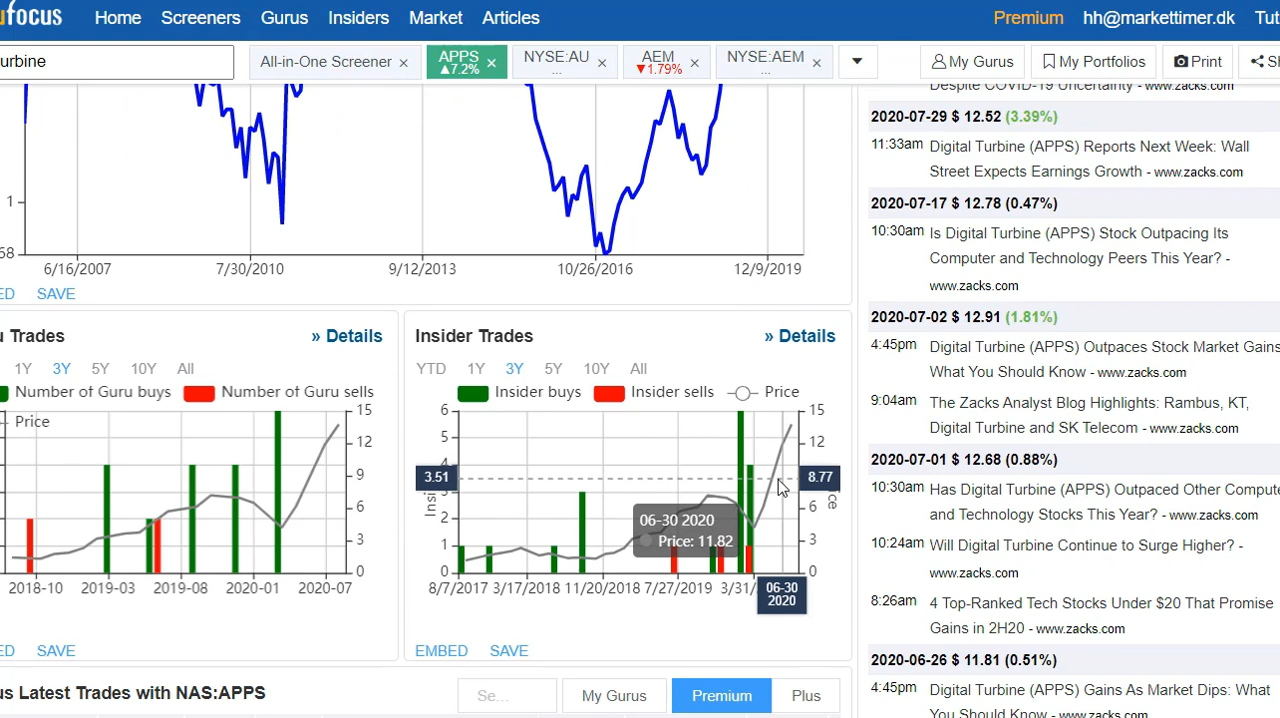 ufocus Home Screeners Gurus Insiders Market Articles Premium hh@markettimer.dk Tut
urbine All-in-One Screener × APPS ▲7.2% × NYSE:AU ... × AEM ▼1.79% × NYSE:AEM ... × My Gurus My Portfolios Print Sh
1
68
6/16/2007 7/30/2010 9/12/2013 10/26/2016 12/9/2019
ED SAVE
u Trades » Details
1Y 3Y 5Y 10Y All
Number of Guru buys Number of Guru sells
Price
15
12
9
6
3
0
2018-10 2019-03 2019-08 2020-01 2020-07
ED SAVE
Insider Trades » Details
YTD 1Y 3Y 5Y 10Y All
Insider buys Insider sells Price
6 15
5 12
4
3.51 8.77
3
Insi ce
2 6
1 3
0 0
06-30 2020
Price: 11.82
8/7/2017 3/17/2018 11/20/2018 7/27/2019 3/31/
06-30
2020
EMBED SAVE
us Latest Trades with NAS:APPS Se... My Gurus Premium Plus
Despite COVID-19 Uncertainty - www.zacks.com
2020-07-29 $ 12.52 (3.39%)
11:33am Digital Turbine (APPS) Reports Next Week: Wall
Street Expects Earnings Growth - www.zacks.com
2020-07-17 $ 12.78 (0.47%)
10:30am Is Digital Turbine (APPS) Stock Outpacing Its
Computer and Technology Peers This Year? -
www.zacks.com
2020-07-02 $ 12.91 (1.81%)
4:45pm Digital Turbine (APPS) Outpaces Stock Market Gains:
What You Should Know - www.zacks.com
9:04am The Zacks Analyst Blog Highlights: Rambus, KT,
Digital Turbine and SK Telecom - www.zacks.com
2020-07-01 $ 12.68 (0.88%)
10:30am Has Digital Turbine (APPS) Outpaced Other Compute
and Technology Stocks This Year? - www.zacks.com
10:24am Will Digital Turbine Continue to Surge Higher? -
www.zacks.com
8:26am 4 Top-Ranked Tech Stocks Under $20 That Promise
Gains in 2H20 - www.zacks.com
2020-06-26 $ 11.81 (0.51%)
4:45pm Digital Turbine (APPS) Gains As Market Dips: What
You Should Know - www.zacks.com